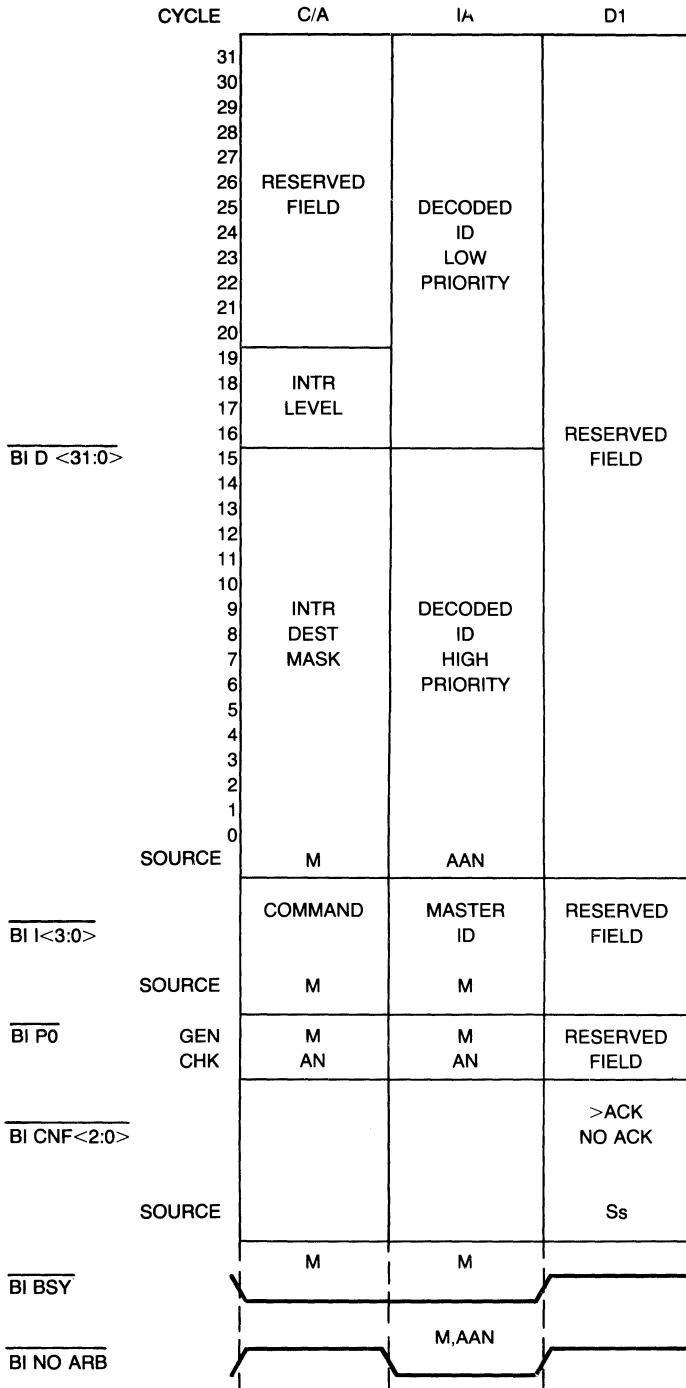 CYCLE C/A IA D1
31
30
29
28
27
26 RESERVED
25 FIELD DECODED
24 ID
23 LOW
22 PRIORITY
21
20
19
18 INTR
17 LEVEL
16 RESERVED
BI D <31:0> 15 FIELD
14
13
12
11
10
9 INTR DECODED
8 DEST ID
7 MASK HIGH
6 PRIORITY
5
4
3
2
1
0
SOURCE M AAN
COMMAND MASTER RESERVED
BI I<3:0> ID FIELD
SOURCE M M
BI P0 GEN M M RESERVED
CHK AN AN FIELD
>ACK
BI CNF<2:0> NO ACK
SOURCE Ss
M M
BI BSY
M,AAN
BI NO ARB